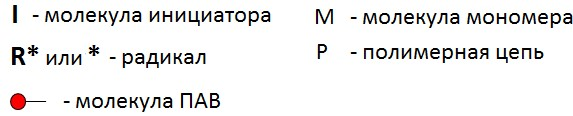 I - молекула инициатора
R* или * - радикал
- молекула ПАВ
М - молекула мономера
Р - полимерная цепь